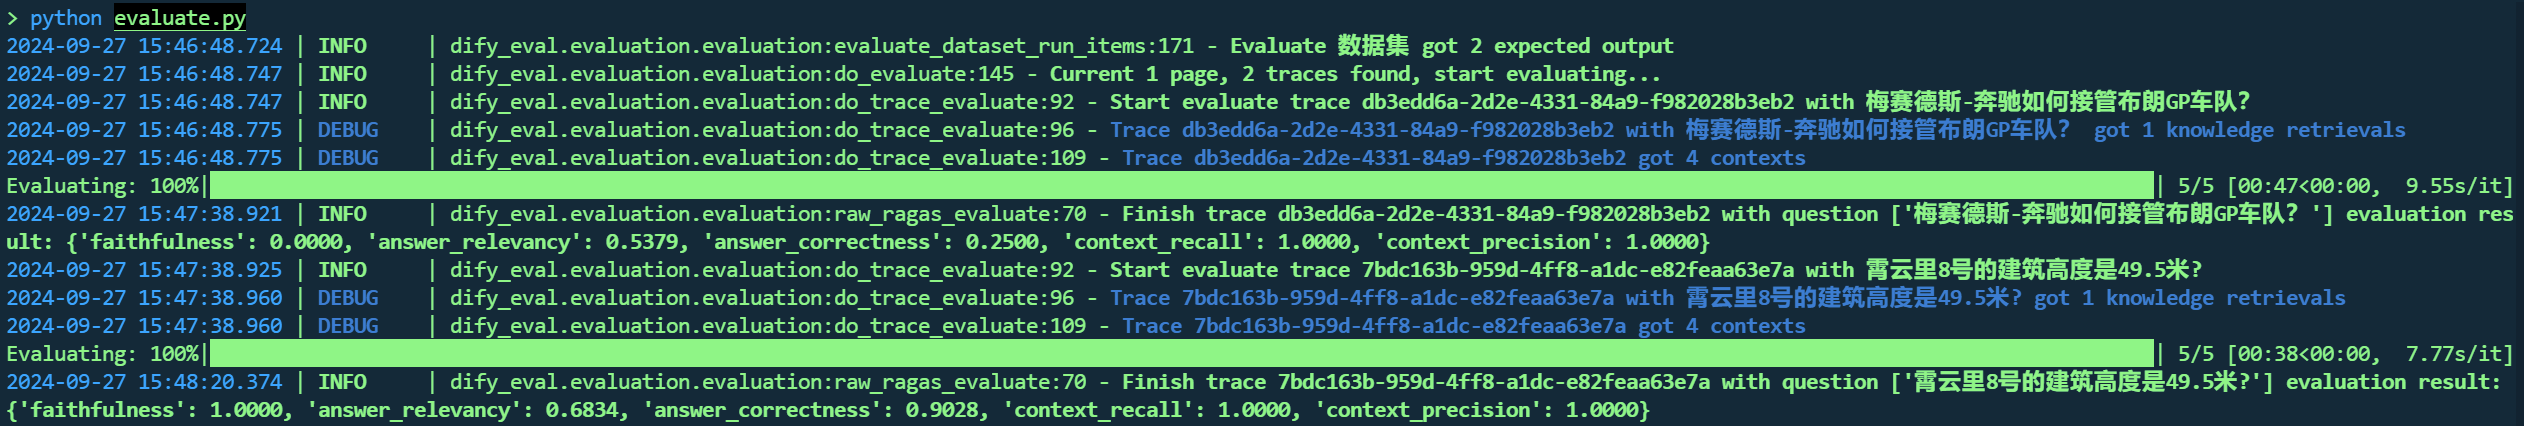 > python evaluate.py
2024-09-27 15:46:48.724 | INFO     | dify_eval.evaluation.evaluation:evaluate_dataset_run_items:171 - Evaluate 数据集 got 2 expected output
2024-09-27 15:46:48.747 | INFO     | dify_eval.evaluation.evaluation:do_evaluate:145 - Current 1 page, 2 traces found, start evaluating...
2024-09-27 15:46:48.747 | INFO     | dify_eval.evaluation.evaluation:do_trace_evaluate:92 - Start evaluate trace db3edd6a-2d2e-4331-84a9-f982028b3eb2 with 梅赛德斯-奔驰如何接管布朗GP车队？
2024-09-27 15:46:48.775 | DEBUG    | dify_eval.evaluation.evaluation:do_trace_evaluate:96 - Trace db3edd6a-2d2e-4331-84a9-f982028b3eb2 with 梅赛德斯-奔驰如何接管布朗GP车队？ got 1 knowledge retrievals
2024-09-27 15:46:48.775 | DEBUG    | dify_eval.evaluation.evaluation:do_trace_evaluate:109 - Trace db3edd6a-2d2e-4331-84a9-f982028b3eb2 got 4 contexts
Evaluating: 100%| | 5/5 [00:47<00:00,  9.55s/it]
2024-09-27 15:47:38.921 | INFO     | dify_eval.evaluation.evaluation:raw_ragas_evaluate:70 - Finish trace db3edd6a-2d2e-4331-84a9-f982028b3eb2 with question ['梅赛德斯-奔驰如何接管布朗GP车队？'] evaluation res
ult: {'faithfulness': 0.0000, 'answer_relevancy': 0.5379, 'answer_correctness': 0.2500, 'context_recall': 1.0000, 'context_precision': 1.0000}
2024-09-27 15:47:38.925 | INFO     | dify_eval.evaluation.evaluation:do_trace_evaluate:92 - Start evaluate trace 7bdc163b-959d-4ff8-a1dc-e82feaa63e7a with 霄云里8号的建筑高度是49.5米?
2024-09-27 15:47:38.960 | DEBUG    | dify_eval.evaluation.evaluation:do_trace_evaluate:96 - Trace 7bdc163b-959d-4ff8-a1dc-e82feaa63e7a with 霄云里8号的建筑高度是49.5米? got 1 knowledge retrievals
2024-09-27 15:47:38.960 | DEBUG    | dify_eval.evaluation.evaluation:do_trace_evaluate:109 - Trace 7bdc163b-959d-4ff8-a1dc-e82feaa63e7a got 4 contexts
Evaluating: 100%| | 5/5 [00:38<00:00,  7.77s/it]
2024-09-27 15:48:20.374 | INFO     | dify_eval.evaluation.evaluation:raw_ragas_evaluate:70 - Finish trace 7bdc163b-959d-4ff8-a1dc-e82feaa63e7a with question ['霄云里8号的建筑高度是49.5米?'] evaluation result:
{'faithfulness': 1.0000, 'answer_relevancy': 0.6834, 'answer_correctness': 0.9028, 'context_recall': 1.0000, 'context_precision': 1.0000}